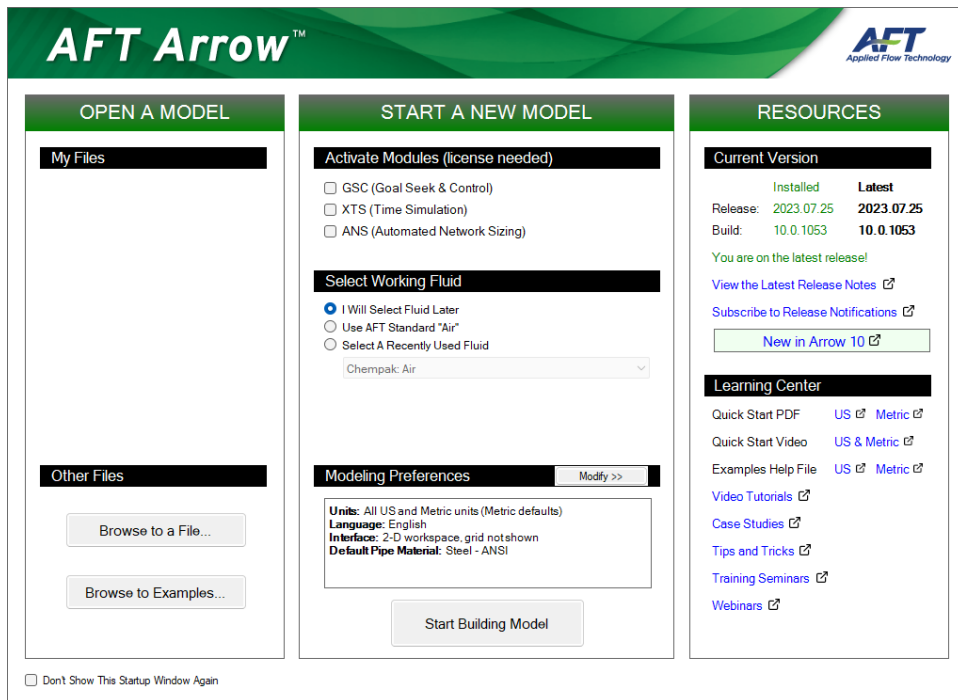 AFT Arrow™
AFT
Applied Flow Technology
OPEN A MODEL
My Files
Other Files
Browse to a File...
Browse to Examples...
START A NEW MODEL
Activate Modules (license needed)
GSC (Goal Seek & Control)
XTS (Time Simulation)
ANS (Automated Network Sizing)
Select Working Fluid
I Will Select Fluid Later
Use AFT Standard "Air"
Select A Recently Used Fluid
Chempak: Air
Modeling Preferences Modify >>
Units: All US and Metric units (Metric defaults)
Language: English
Interface: 2-D workspace, grid not shown
Default Pipe Material: Steel - ANSI
Start Building Model
RESOURCES
Current Version
Installed Latest
Release: 2023.07.25 2023.07.25
Build: 10.0.1053 10.0.1053
You are on the latest release!
View the Latest Release Notes
Subscribe to Release Notifications
New in Arrow 10
Learning Center
Quick Start PDF US Metric
Quick Start Video US & Metric
Examples Help File US Metric
Video Tutorials
Case Studies
Tips and Tricks
Training Seminars
Webinars
Don't Show This Startup Window Again